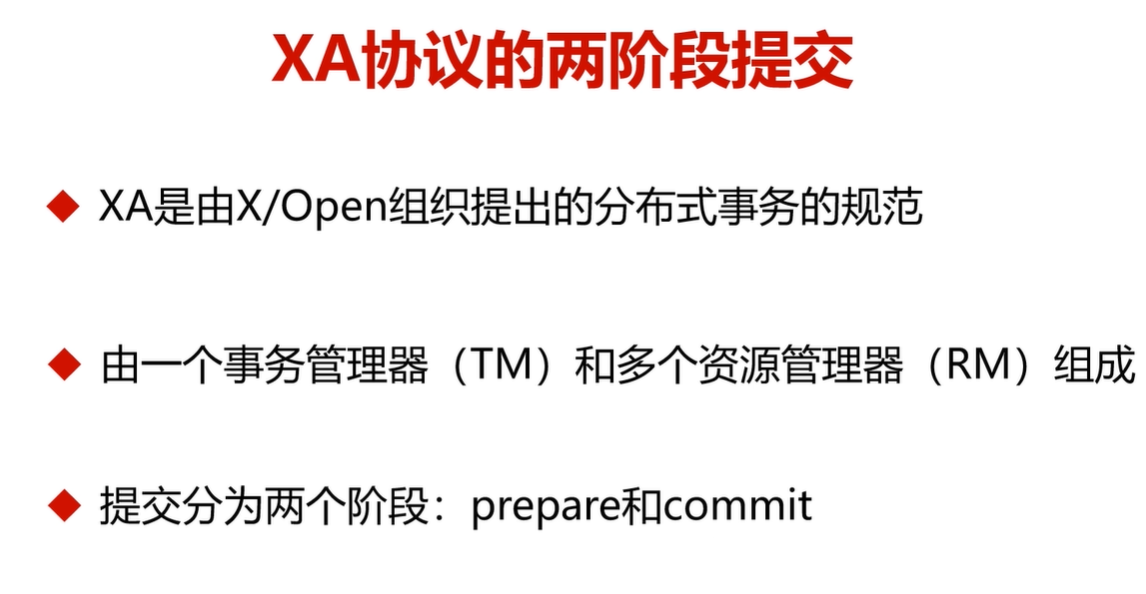 XA协议的两阶段提交
XA是由X/Open组织提出的分布式事务的规范
由一个事务管理器（TM）和多个资源管理器（RM）组成
提交分为两个阶段：prepare和commit